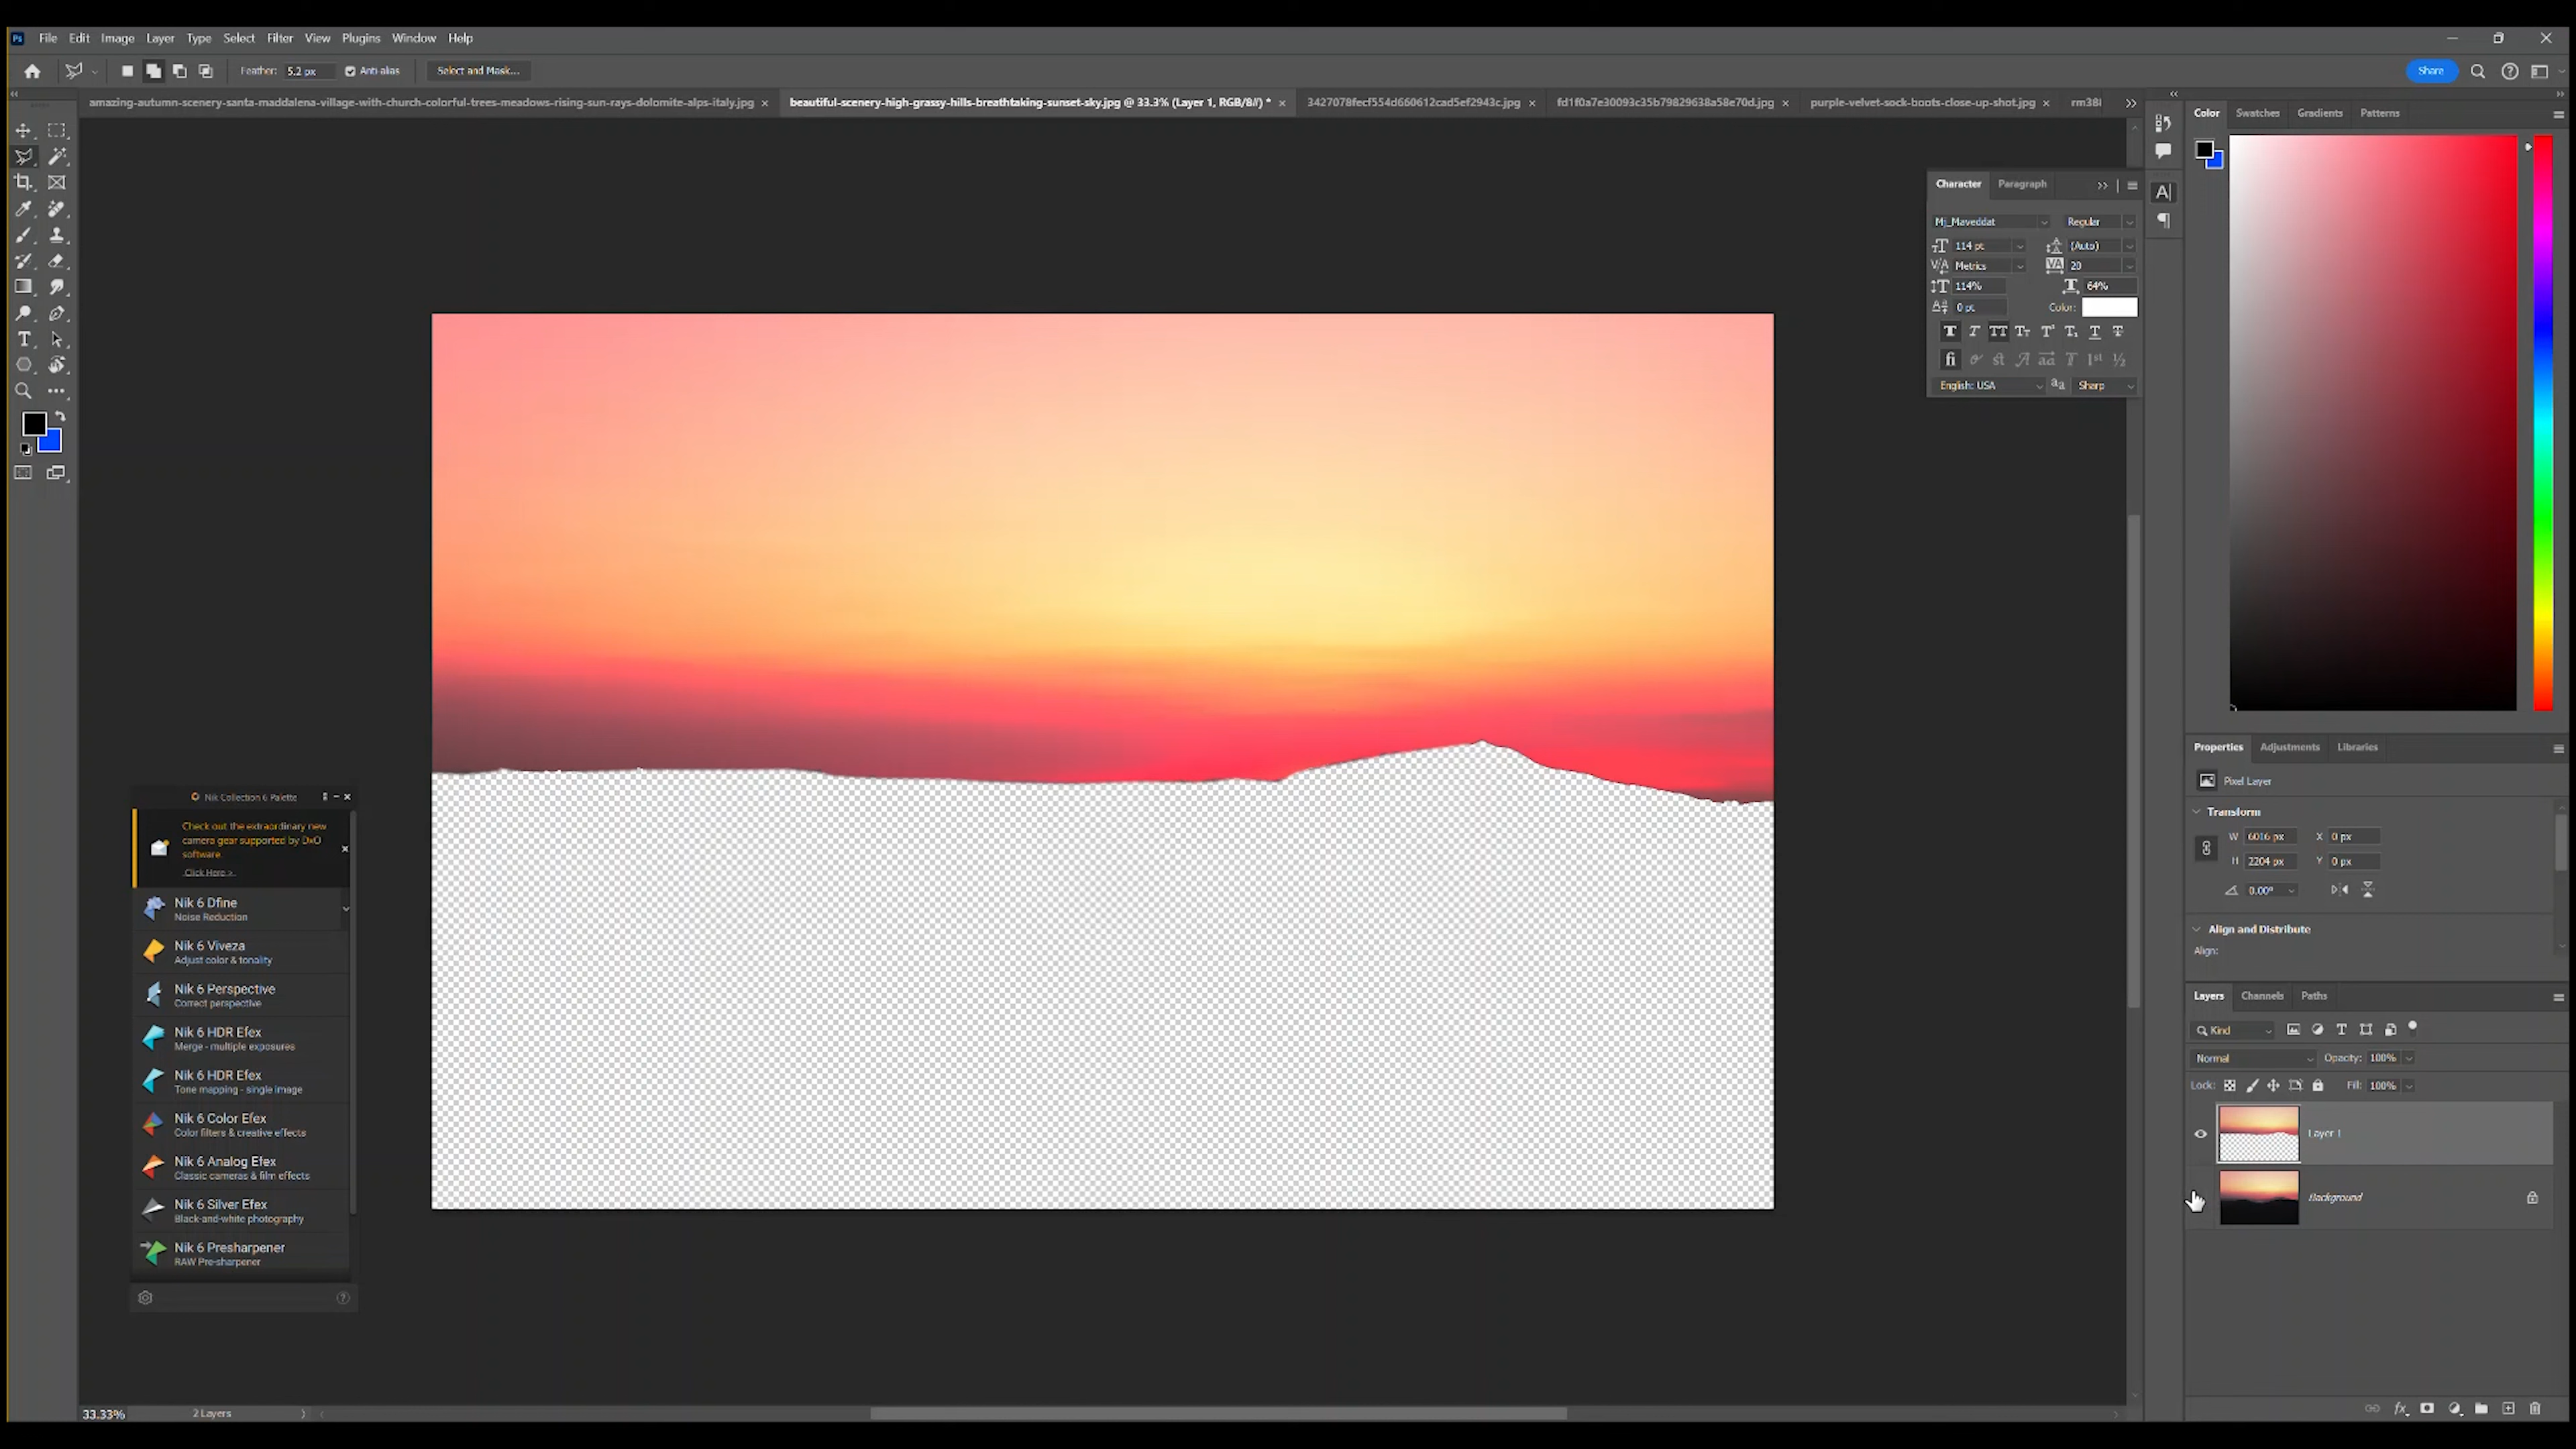 Ps File Edit Image Layer Type Select Filter View Plugins Window Help
Feather: 5.2 px Anti-alias Select and Mask... Share
amazing-autumn-scenery-santa-maddalena-village-with-church-colorful-trees-meadows-rising-sun-rays-dolomite-alps-italy.jpg × beautiful-scenery-high-grassy-hills-breathtaking-sunset-sky.jpg @ 33.3% (Layer 1, RGB/8#) * × 3427078fecf554d660612cad5ef2943c.jpg × fd1f0a7e30093c35b79829638a58e70d.jpg × purple-velvet-sock-boots-close-up-shot.jpg × rm38
Color Swatches Gradients Patterns
Character Paragraph
Mj_Maveddat Regular
114 pt (Auto)
Metrics 20
114% 64%
0 pt Color:
English: USA Sharp
Properties Adjustments Libraries
Pixel Layer
Transform
W 6016 px X 0 px
H 2204 px Y 0 px
0.00°
Align and Distribute
Align:
Layers Channels Paths
Kind
Normal Opacity: 100%
Lock: Fill: 100%
Layer 1
Background
Nik Collection 6 Palette
Check out the extraordinary new
camera gear supported by DxO
software.
Click Here >
Nik 6 Dfine
Noise Reduction
Nik 6 Viveza
Adjust color & tonality
Nik 6 Perspective
Correct perspective
Nik 6 HDR Efex
Merge - multiple exposures
Nik 6 HDR Efex
Tone mapping - single image
Nik 6 Color Efex
Color filters & creative effects
Nik 6 Analog Efex
Classic cameras & film effects
Nik 6 Silver Efex
Black-and-white photography
Nik 6 Presharpener
RAW Pre-sharpener
33.33% 2 Layers